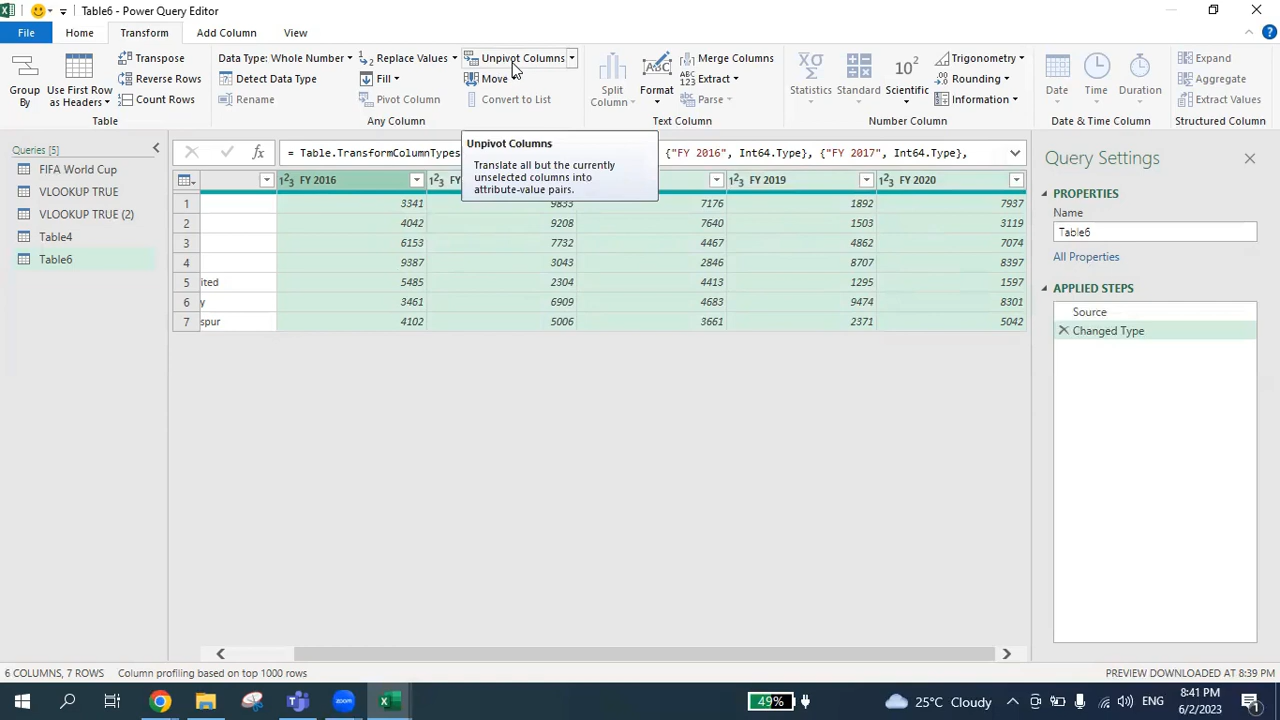 Table6 - Power Query Editor
File Home Transform Add Column View
Group By
Use First Row as Headers
Transpose
Reverse Rows
Count Rows
Table
Data Type: Whole Number
Detect Data Type
Rename
Replace Values
Fill
Pivot Column
Unpivot Columns
Move
Convert to List
Any Column
Split Column
Format
Merge Columns
Extract
Parse
Text Column
Statistics
Standard
Scientific
Trigonometry
Rounding
Information
Number Column
Date
Time
Duration
Date & Time Column
Expand
Aggregate
Extract Values
Structured Column
Queries [5]
FIFA World Cup
VLOOKUP TRUE
VLOOKUP TRUE (2)
Table4
Table6
= Table.TransformColumnTypes {"FY 2016", Int64.Type}, {"FY 2017", Int64.Type},
Unpivot Columns
Translate all but the currently
unselected columns into
attribute-value pairs.
FY 2016 FY 2019 FY 2020
1 3341 9833 7176 1892 7937
2 4042 9208 7640 1503 3119
3 6153 7732 4467 4862 7074
4 9387 3043 2846 8707 8397
5 ited 5485 2304 4413 1295 1597
6 y 3461 6909 4683 9474 8301
7 spur 4102 5006 3661 2371 5042
Query Settings
PROPERTIES
Name
Table6
All Properties
APPLIED STEPS
Source
Changed Type
6 COLUMNS, 7 ROWS Column profiling based on top 1000 rows
PREVIEW DOWNLOADED AT 8:39 PM
zoom
49%
25°C Cloudy
ENG
8:41 PM
6/2/2023
1